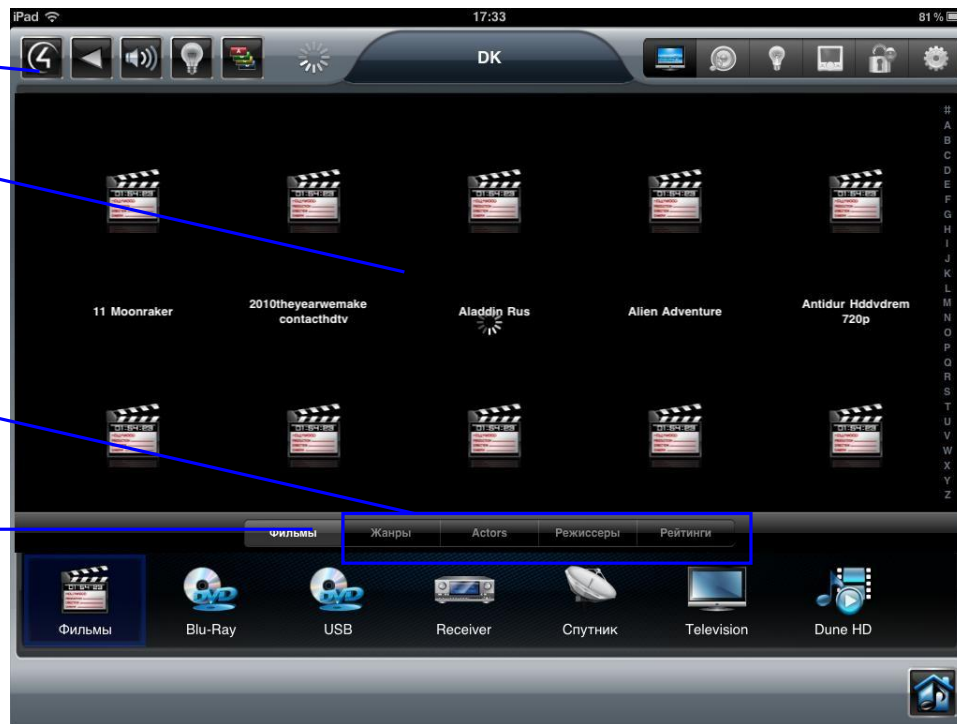 iPad 17:33 81 %
DK
#
A
B
C
D
E
F
G
H
I
J
K
L
M
N
O
P
Q
R
S
T
U
V
W
X
Y
Z
11 Moonraker
2010theyearwemake
contacthdtv
Aladdin Rus
Alien Adventure
Antidur Hddvdrem
720p
Фильмы Жанры Actors Режиссеры Рейтинги
Фильмы Blu-Ray USB Receiver Спутник Television Dune HD